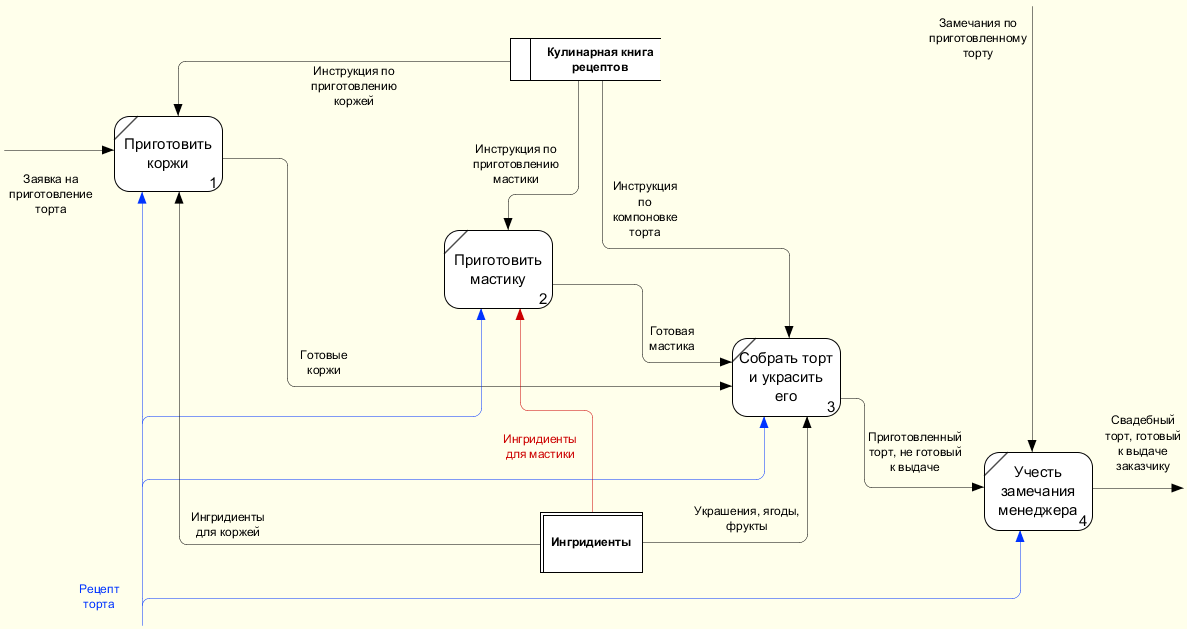 Замечания по
приготовленному
торту
Кулинарная книга
рецептов
Инструкция по
приготовлению
коржей
Приготовить
коржи
1
Заявка на
приготовление
торта
Инструкция по
приготовлению
мастики
Инструкция
по
компоновке
торта
Приготовить
мастику
2
Готовая
мастика
Готовые
коржи
Собрать торт
и украсить
его
3
Ингридиенты
для мастики
Приготовленный
торт, не готовый
к выдаче
Свадебный
торт, готовый
к выдаче
заказчику
Учесть
замечания
менеджера
4
Ингридиенты
для коржей
Украшения, ягоды,
фрукты
Ингридиенты
Рецепт
торта